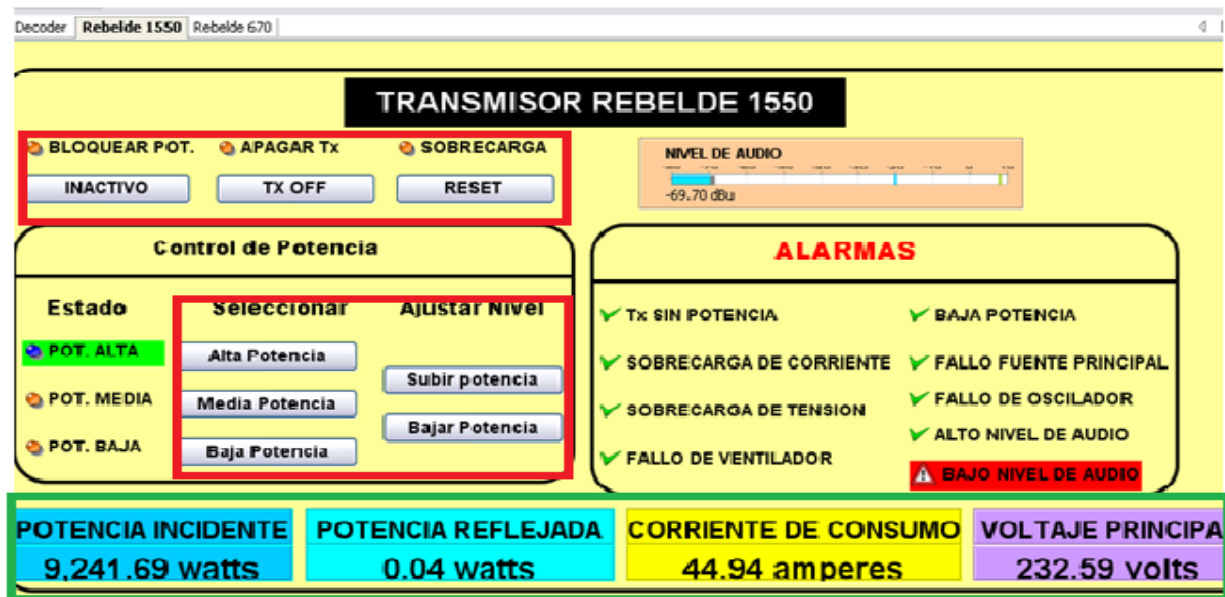 Decoder Rebelde 1550 Rebelde 670
TRANSMISOR REBELDE 1550
BLOQUEAR POT. APAGAR Tx SOBRECARGA
INACTIVO TX OFF RESET
NIVEL DE AUDIO
-69.70 dBu
Control de Potencia
Estado Seleccionar Ajustar Nivel
POT. ALTA Alta Potencia
Subir potencia
POT. MEDIA Media Potencia
Bajar Potencia
POT. BAJA Baja Potencia
ALARMAS
Tx SIN POTENCIA BAJA POTENCIA
SOBRECARGA DE CORRIENTE FALLO FUENTE PRINCIPAL
SOBRECARGA DE TENSION FALLO DE OSCILADOR
ALTO NIVEL DE AUDIO
FALLO DE VENTILADOR
BAJO NIVEL DE AUDIO
POTENCIA INCIDENTE POTENCIA REFLEJADA CORRIENTE DE CONSUMO VOLTAJE PRINCIPA
9,241.69 watts 0.04 watts 44.94 amperes 232.59 volts